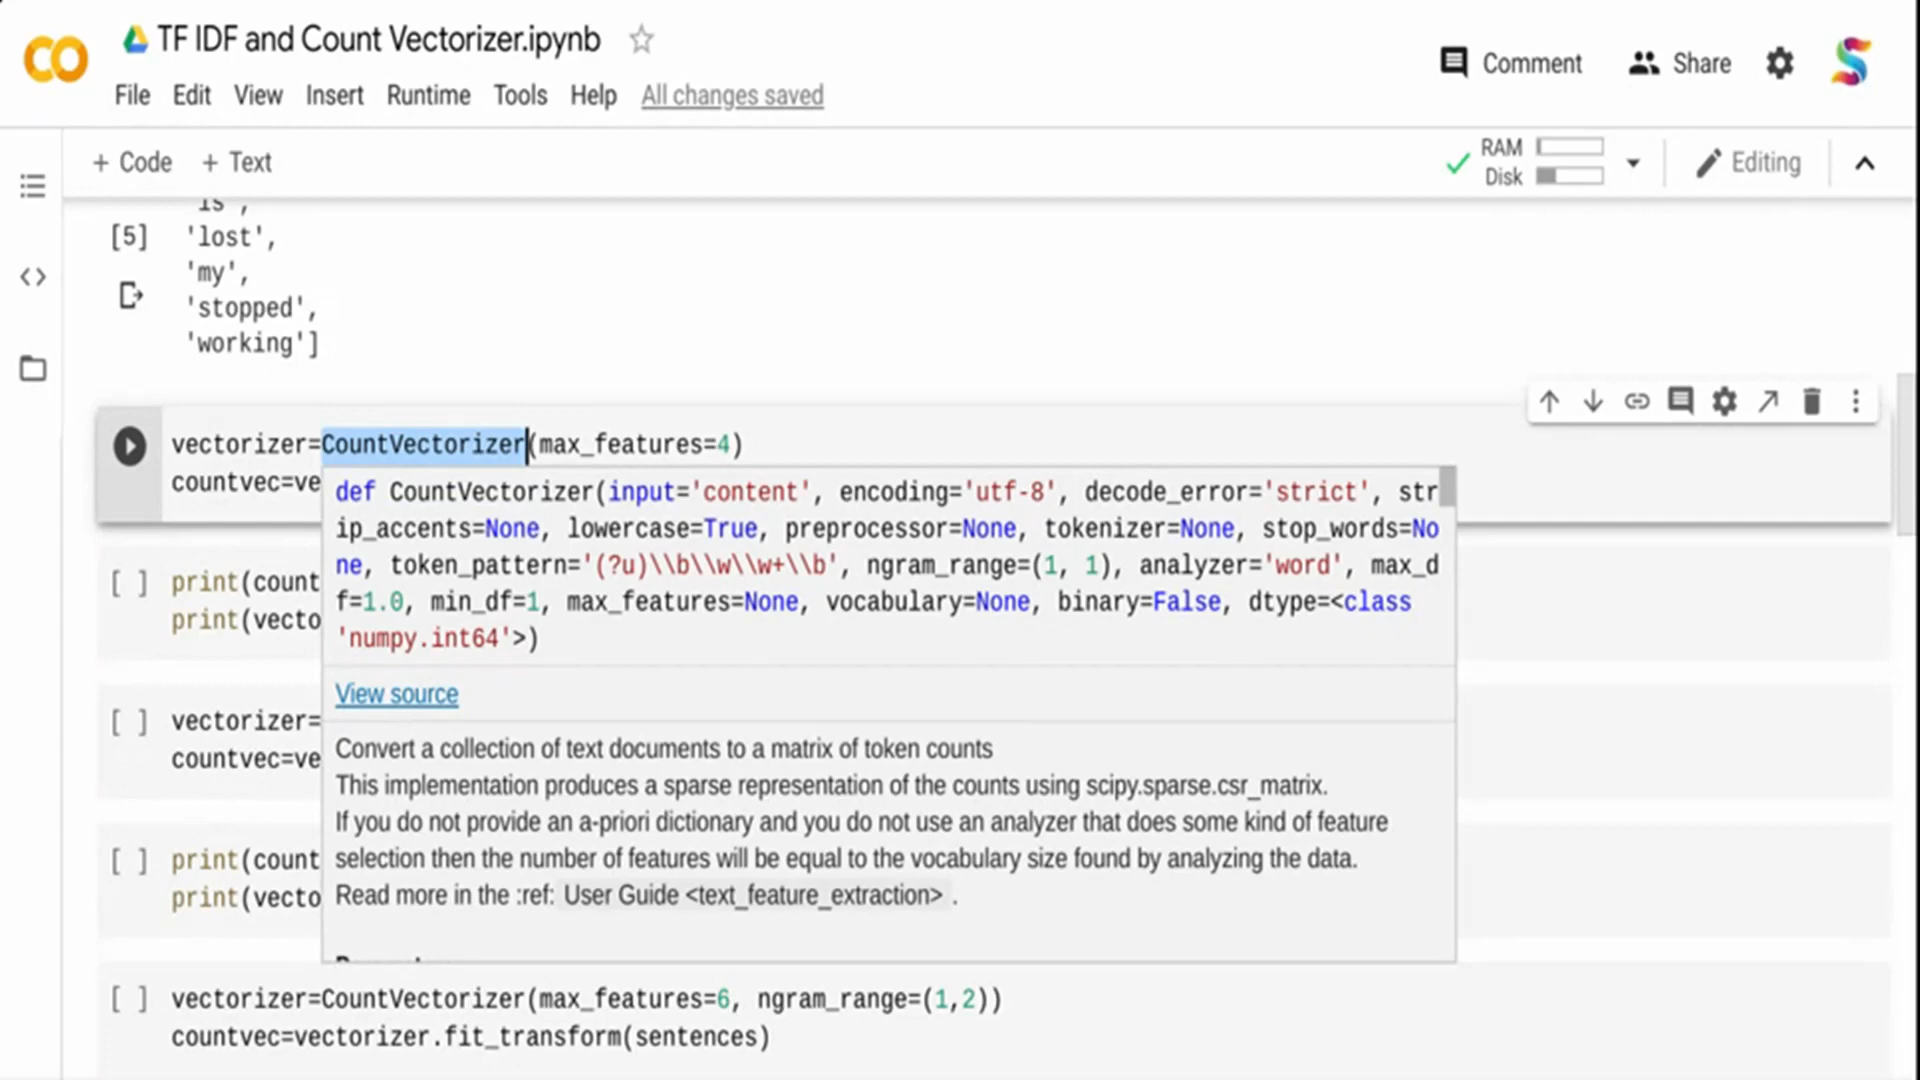 TF IDF and Count Vectorizer.ipynb
Comment
Share
File Edit View Insert Runtime Tools Help All changes saved
+ Code + Text
RAM
Disk
Editing
'is',
[5] 'lost',
'my',
'stopped',
'working']
vectorizer=CountVectorizer(max_features=4)
countvec=ve
def CountVectorizer(input='content', encoding='utf-8', decode_error='strict', str
ip_accents=None, lowercase=True, preprocessor=None, tokenizer=None, stop_words=No
ne, token_pattern='(?u)\\b\\w\\w+\\b', ngram_range=(1, 1), analyzer='word', max_d
f=1.0, min_df=1, max_features=None, vocabulary=None, binary=False, dtype=<class
'numpy.int64'>)
View source
Convert a collection of text documents to a matrix of token counts
This implementation produces a sparse representation of the counts using scipy.sparse.csr_matrix.
If you do not provide an a-priori dictionary and you do not use an analyzer that does some kind of feature
selection then the number of features will be equal to the vocabulary size found by analyzing the data.
Read more in the :ref: User Guide <text_feature_extraction> .
[ ] print(count
print(vecto
[ ] vectorizer=
countvec=ve
[ ] print(count
print(vecto
[ ] vectorizer=CountVectorizer(max_features=6, ngram_range=(1,2))
countvec=vectorizer.fit_transform(sentences)